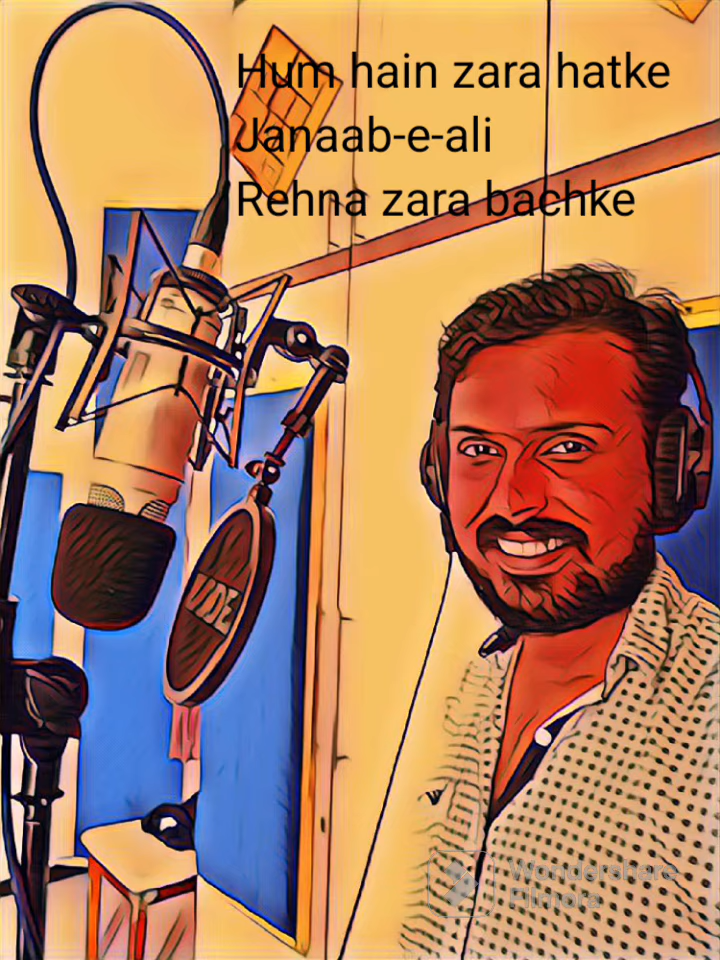 Hum hain zara hatke
Janaab-e-ali
Rehna zara bachke
Wondershare
Filmora